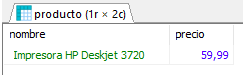 producto (1r × 2c)
nombre precio
Impresora HP Deskjet 3720 59,99